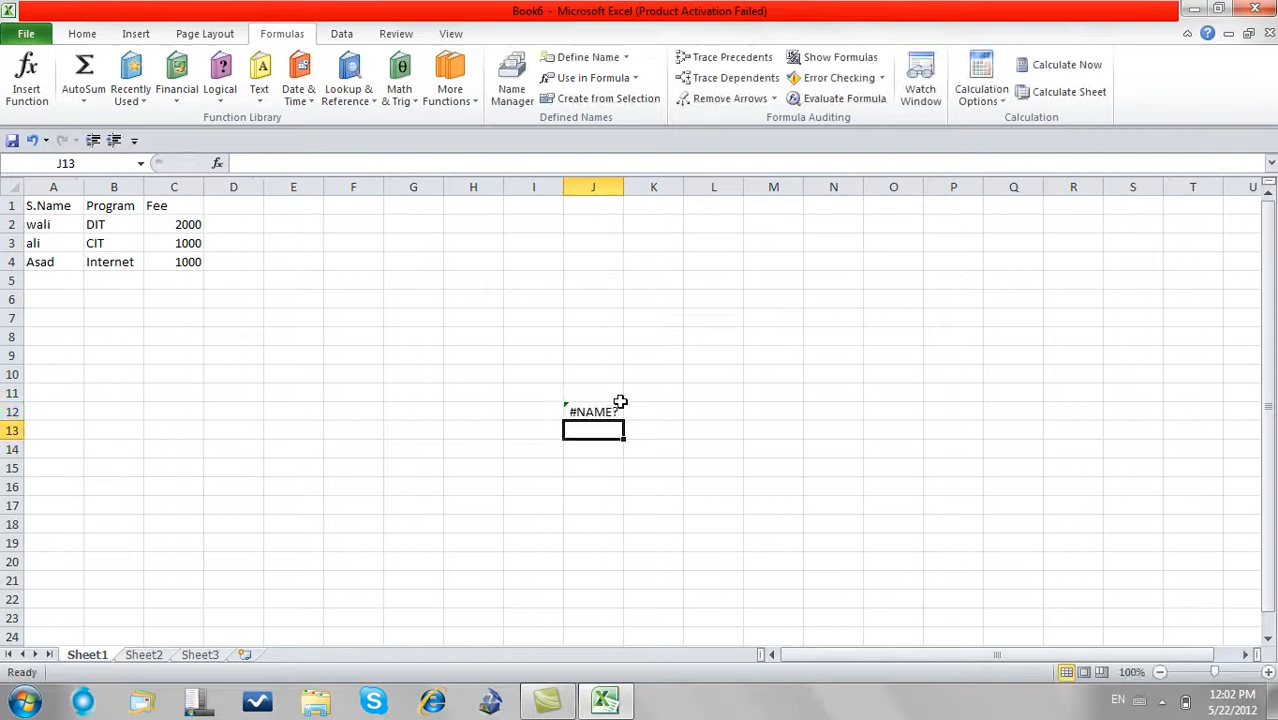 Book6 - Microsoft Excel (Product Activation Failed)
File Home Insert Page Layout Formulas Data Review View
Insert Function
AutoSum
Recently Used
Financial
Logical
Text
Date & Time
Lookup & Reference
Math & Trig
More Functions
Function Library
Name Manager
Define Name
Use in Formula
Create from Selection
Defined Names
Trace Precedents
Trace Dependents
Remove Arrows
Show Formulas
Error Checking
Evaluate Formula
Watch Window
Formula Auditing
Calculation Options
Calculate Now
Calculate Sheet
Calculation
J13 fx
A B C D E F G H I J K L M N O P Q R S T U
1 S.Name Program Fee
2 wali DIT 2000
3 ali CIT 1000
4 Asad Internet 1000
5
6
7
8
9
10
11
12 #NAME?
13
14
15
16
17
18
19
20
21
22
23
24
Sheet1 Sheet2 Sheet3
Ready 100%
EN 12:02 PM
5/22/2012